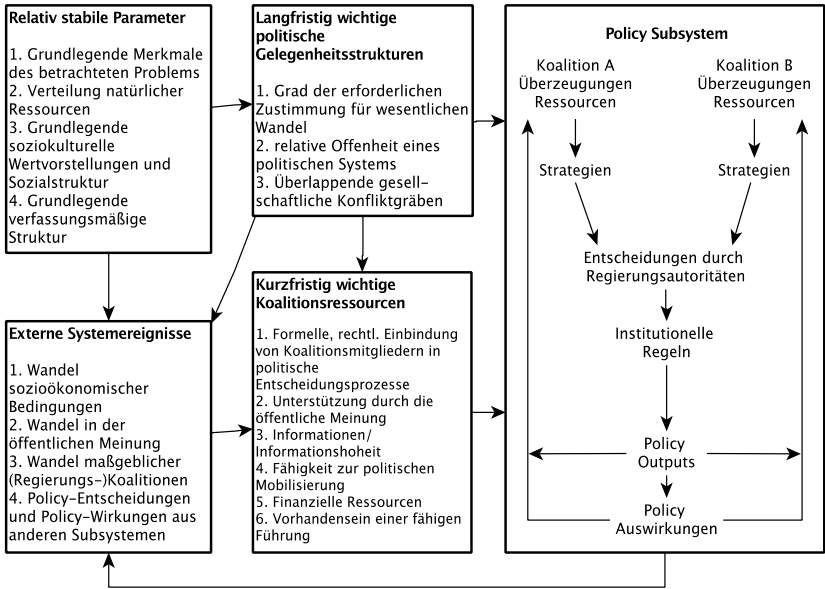 Relativ stabile Parameter
1. Grundlegende Merkmale
des betrachteten Problems
2. Verteilung natürlicher
Ressourcen
3. Grundlegende
soziokulturelle
Wertvorstellungen und
Sozialstruktur
4. Grundlegende
verfassungsmäßige
Struktur
Langfristig wichtige
politische
Gelegenheitsstrukturen
1. Grad der erforderlichen
Zustimmung für wesentlichen
Wandel
2. relative Offenheit eines
politischen Systems
3. Überlappende gesell-
schaftliche Konfliktgräben
Externe Systemereignisse
1. Wandel
sozioökonomischer
Bedingungen
2. Wandel in der
öffentlichen Meinung
3. Wandel maßgeblicher
(Regierungs-)Koalitionen
4. Policy-Entscheidungen
und Policy-Wirkungen aus
anderen Subsystemen
Kurzfristig wichtige
Koalitionsressourcen
1. Formelle, rechtl. Einbindung
von Koalitionsmitgliedern in
politische
Entscheidungsprozesse
2. Unterstützung durch die
öffentliche Meinung
3. Informationen/
Informationshoheit
4. Fähigkeit zur politischen
Mobilisierung
5. Finanzielle Ressourcen
6. Vorhandensein einer fähigen
Führung
Policy Subsystem
Koalition A
Überzeugungen
Ressourcen
Koalition B
Überzeugungen
Ressourcen
Strategien
Strategien
Entscheidungen durch
Regierungsautoritäten
Institutionelle
Regeln
Policy
Outputs
Policy
Auswirkungen